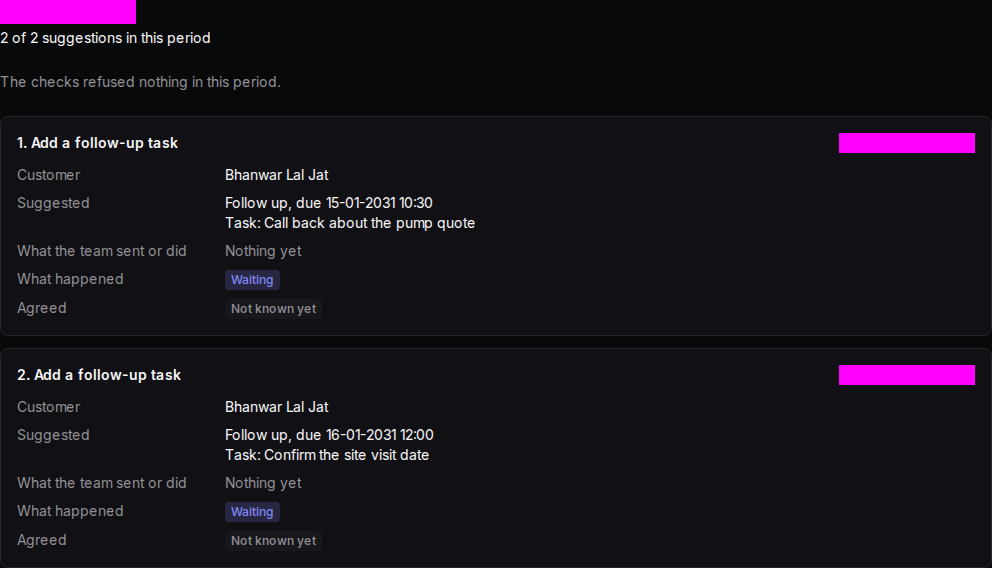 2 of 2 suggestions in this period
The checks refused nothing in this period.
1. Add a follow-up task
Customer
Bhanwar Lal Jat
Suggested
Follow up, due 15-01-2031 10:30
Task: Call back about the pump quote
What the team sent or did
Nothing yet
What happened
Waiting
Agreed
Not known yet
2. Add a follow-up task
Customer
Bhanwar Lal Jat
Suggested
Follow up, due 16-01-2031 12:00
Task: Confirm the site visit date
What the team sent or did
Nothing yet
What happened
Waiting
Agreed
Not known yet